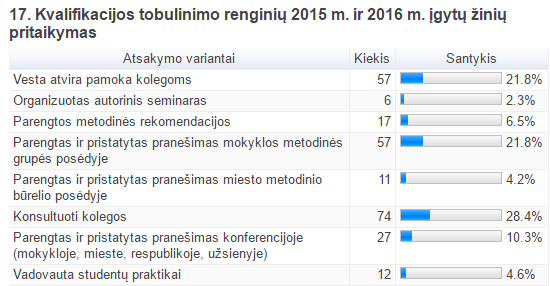 17. Kvalifikacijos tobulinimo renginių 2015 m. ir 2016 m. įgytų žinių
pritaikymas
Atsakymo variantai Kiekis Santykis
Vesta atvira pamoka kolegoms 57 21.8%
Organizuotas autorinis seminaras 6 2.3%
Parengtos metodinės rekomendacijos 17 6.5%
Parengtas ir pristatytas pranešimas mokyklos metodinės
grupės posėdyje 57 21.8%
Parengtas ir pristatytas pranešimas miesto metodinio
būrelio posėdyje 11 4.2%
Konsultuoti kolegos 74 28.4%
Parengtas ir pristatytas pranešimas konferencijoje
(mokykloje, mieste, respublikoje, užsienyje) 27 10.3%
Vadovauta studentų praktikai 12 4.6%